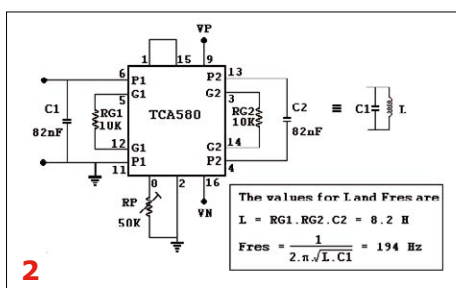 VP
1 15 9
6 P1 P2 13
5 G1 G2 3
C1 RG1 TCA580 RG2 C2 ≡ C1 L
82nF 10K 10K 82nF
12 G1 G2 14
11 P1 P2 4
0 2 16
RP
50K VN
The values for L and Fres are
L = RG1.RG2.C2 = 8.2 H
Fres = 1 / 2.π.√L.C1 = 194 Hz
2